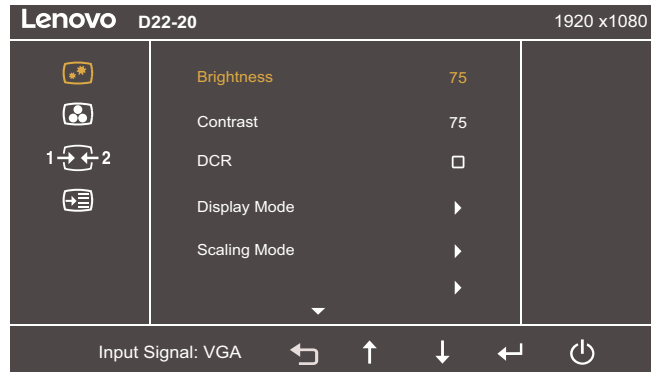 Lenovo D22-20 1920 x1080
Brightness 75
Contrast 75
DCR
1 2
Display Mode
Scaling Mode
Input Signal: VGA